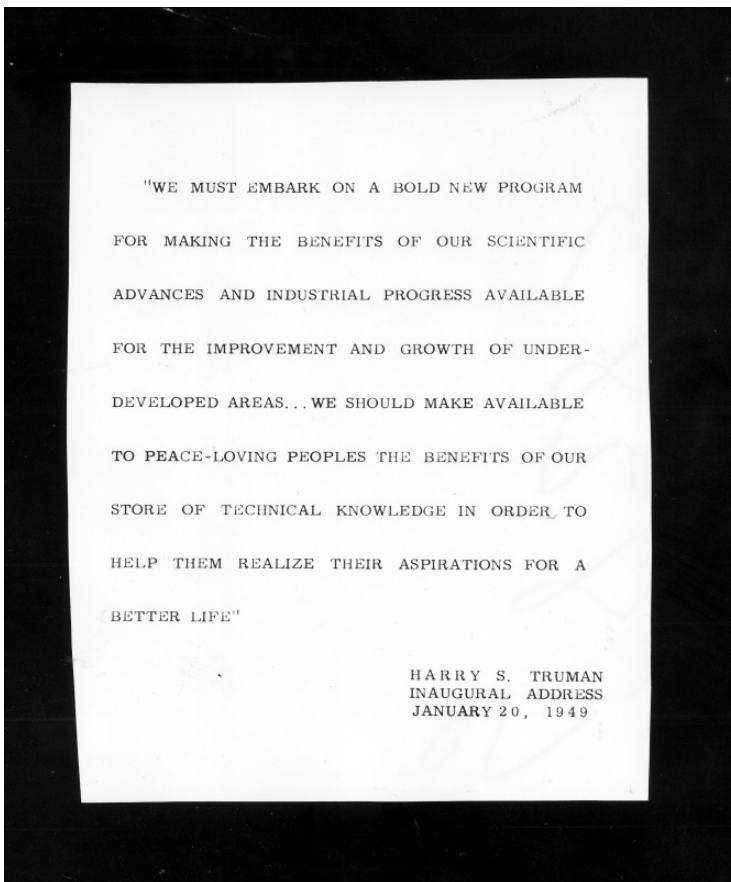 "WE MUST EMBARK ON A BOLD NEW PROGRAM
FOR MAKING THE BENEFITS OF OUR SCIENTIFIC
ADVANCES AND INDUSTRIAL PROGRESS AVAILABLE
FOR THE IMPROVEMENT AND GROWTH OF UNDER-
DEVELOPED AREAS...WE SHOULD MAKE AVAILABLE
TO PEACE-LOVING PEOPLES THE BENEFITS OF OUR
STORE OF TECHNICAL KNOWLEDGE IN ORDER TO
HELP THEM REALIZE THEIR ASPIRATIONS FOR A
BETTER LIFE"
HARRY S. TRUMAN
INAUGURAL ADDRESS
JANUARY 20, 1949